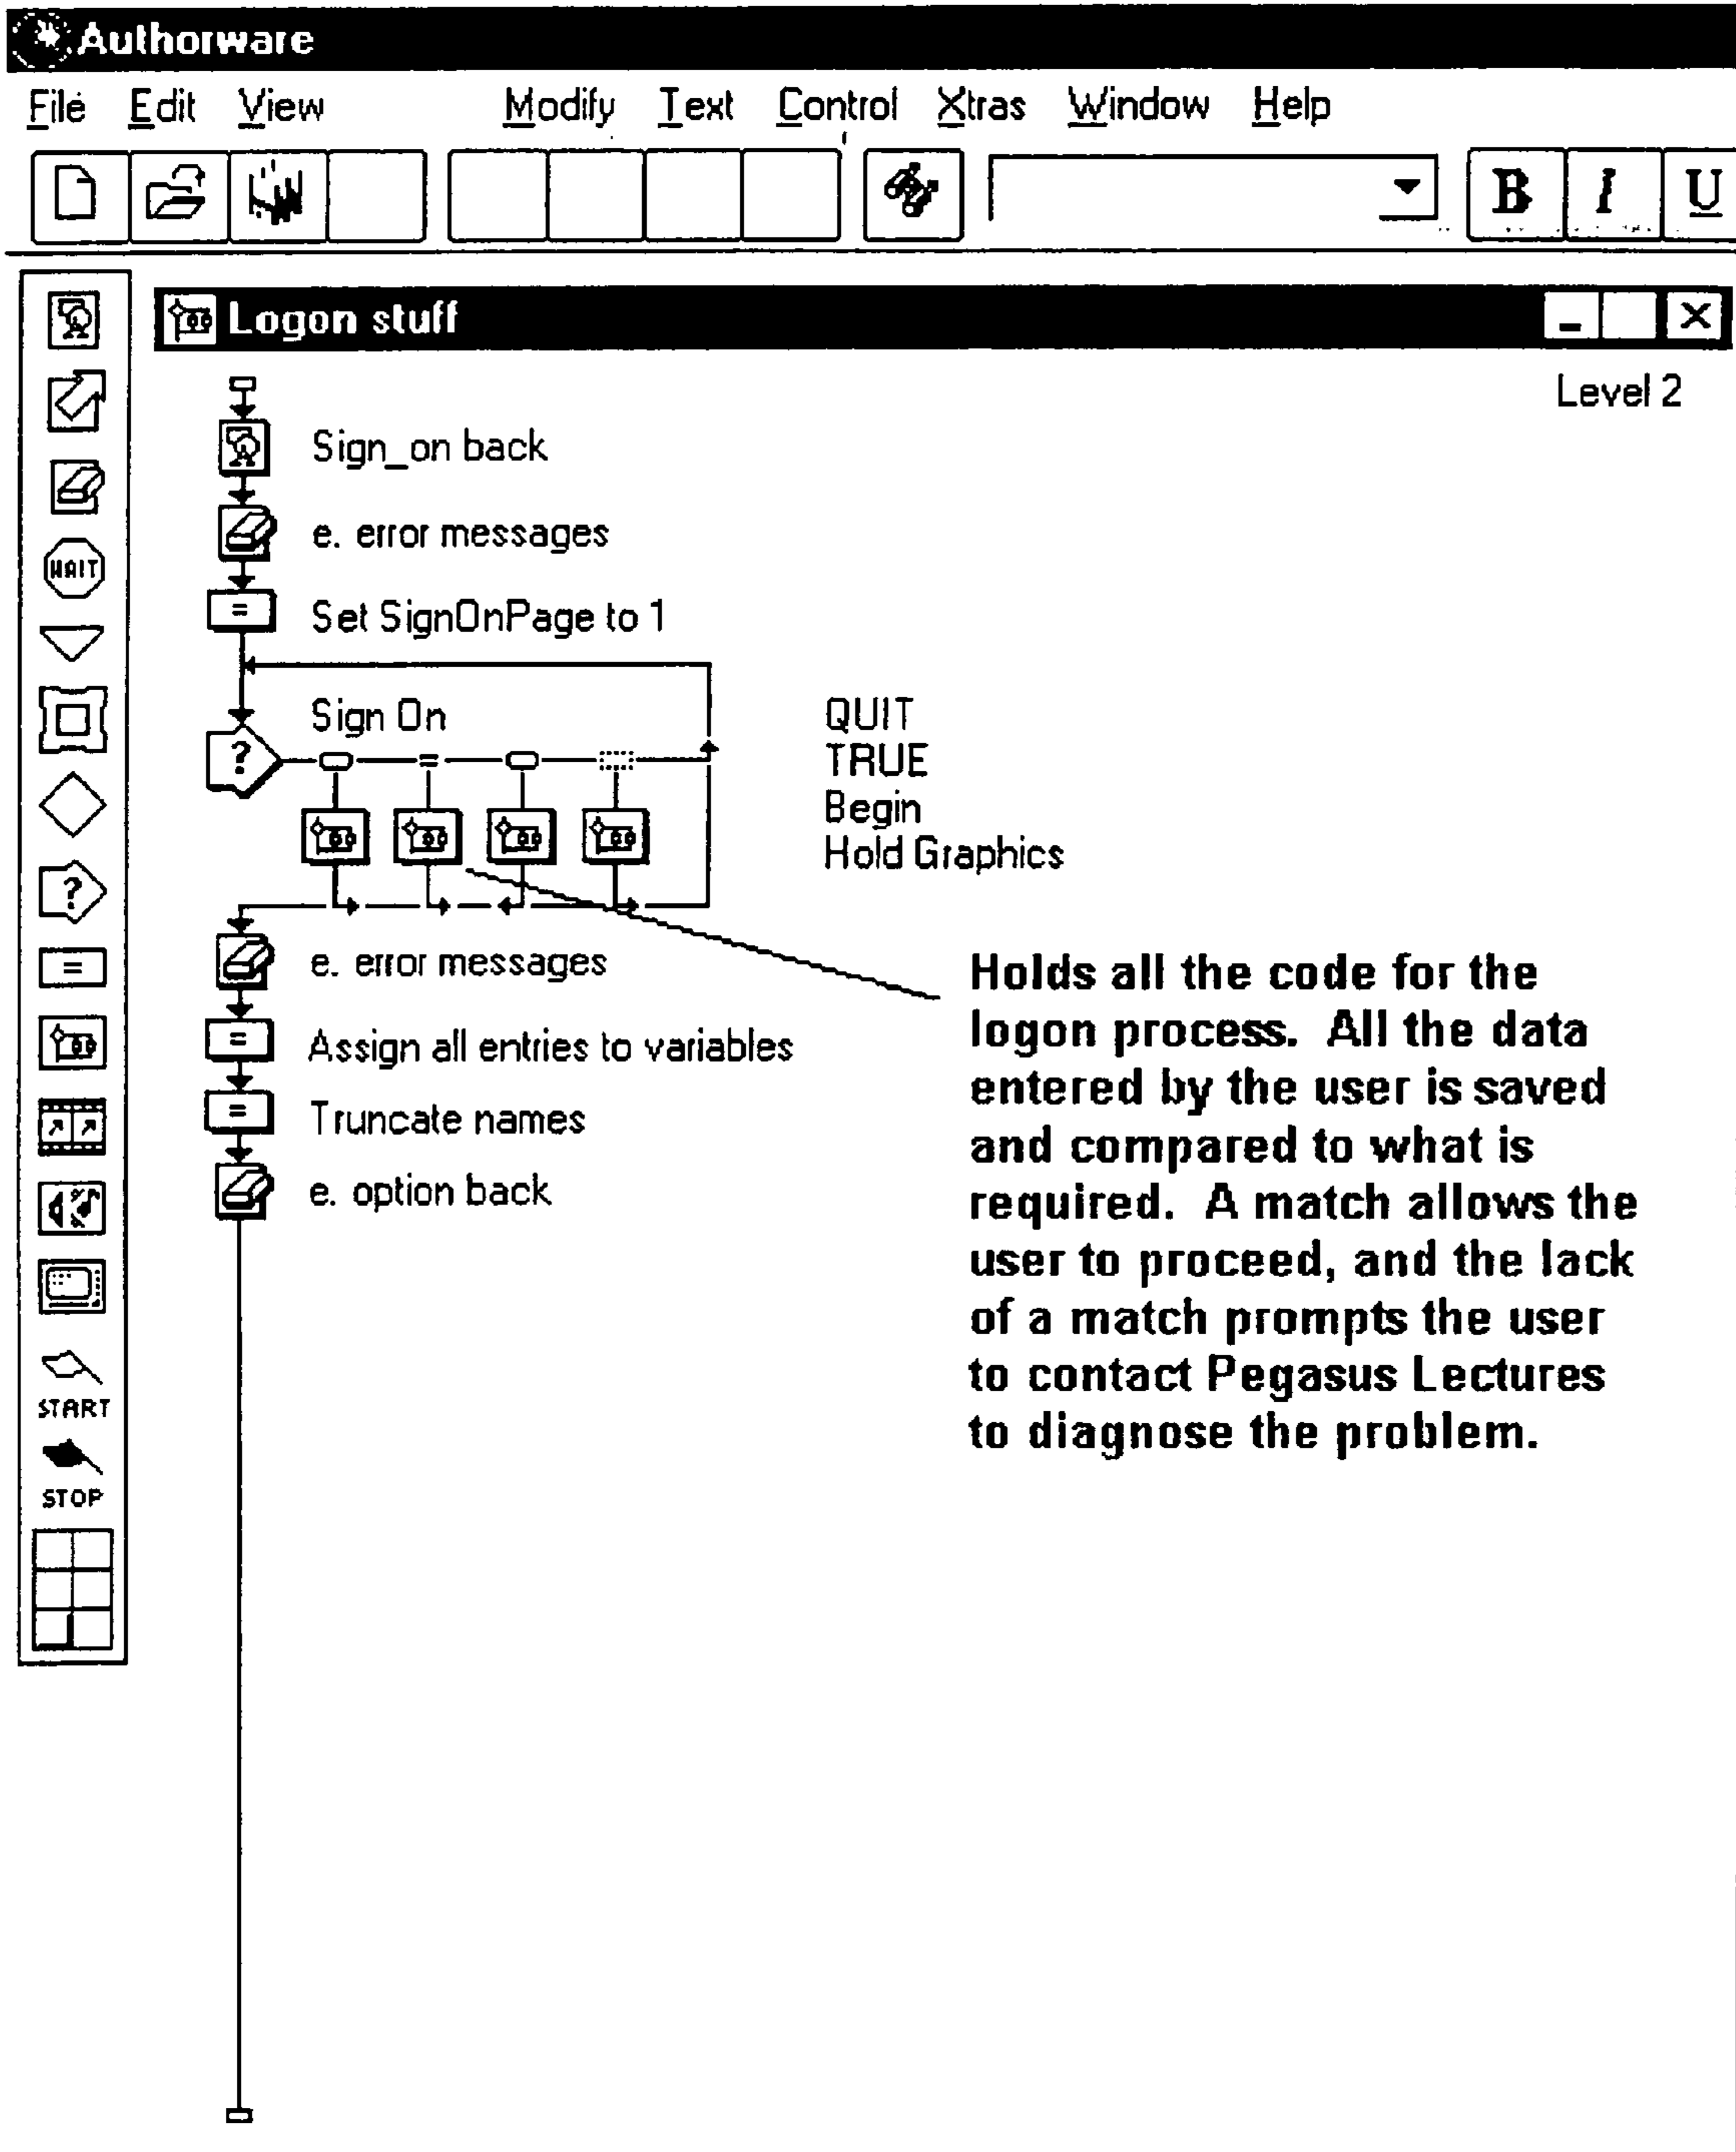 Authorware
File Edit View Modify Text Control Xtras Window Help
B I U
Logon stuff
Level 2
Sign_on back
e. error messages
WAIT
=
Set SignOnPage to 1
Sign On
?
=
QUIT
TRUE
Begin
Hold Graphics
?
e. error messages
=
=
Assign all entries to variables
=
Truncate names
e. option back
START
STOP
Holds all the code for the
logon process. All the data
entered by the user is saved
and compared to what is
required. A match allows the
user to proceed, and the lack
of a match prompts the user
to contact Pegasus Lectures
to diagnose the problem.